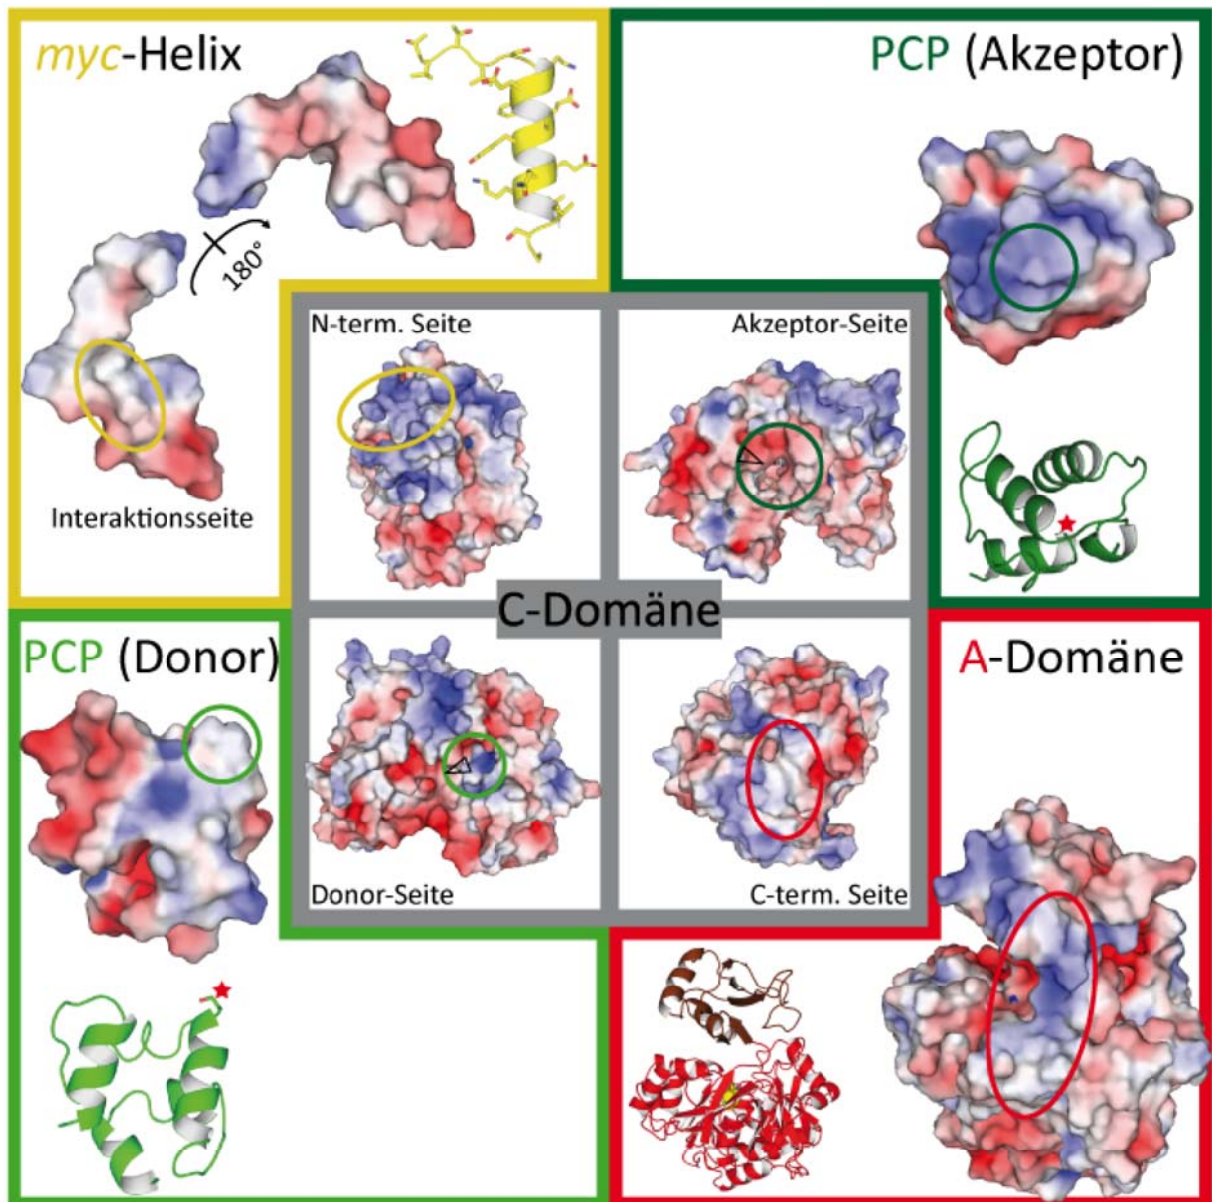 myc-Helix
PCP (Akzeptor)
180°
N-term. Seite
Akzeptor-Seite
Interaktionsseite
C-Domäne
PCP (Donor)
A-Domäne
Donor-Seite
C-term. Seite